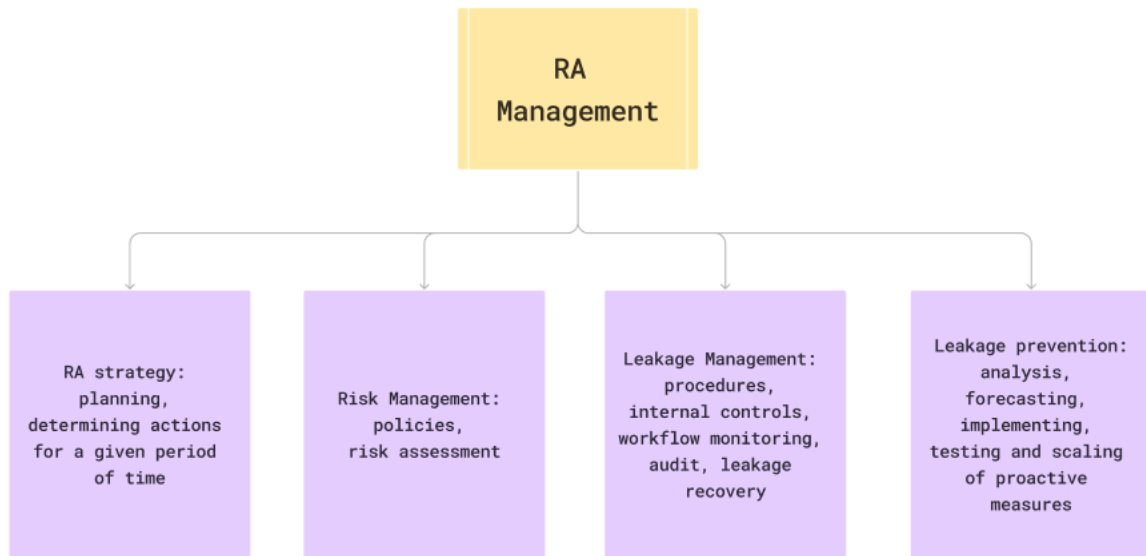 RA
Management
RA strategy:
planning,
determining actions
for a given period
of time
Risk Management:
policies,
risk assessment
Leakage Management:
procedures,
internal controls,
workflow monitoring,
audit, leakage
recovery
Leakage prevention:
analysis,
forecasting,
implementing,
testing and scaling
of proactive
measures